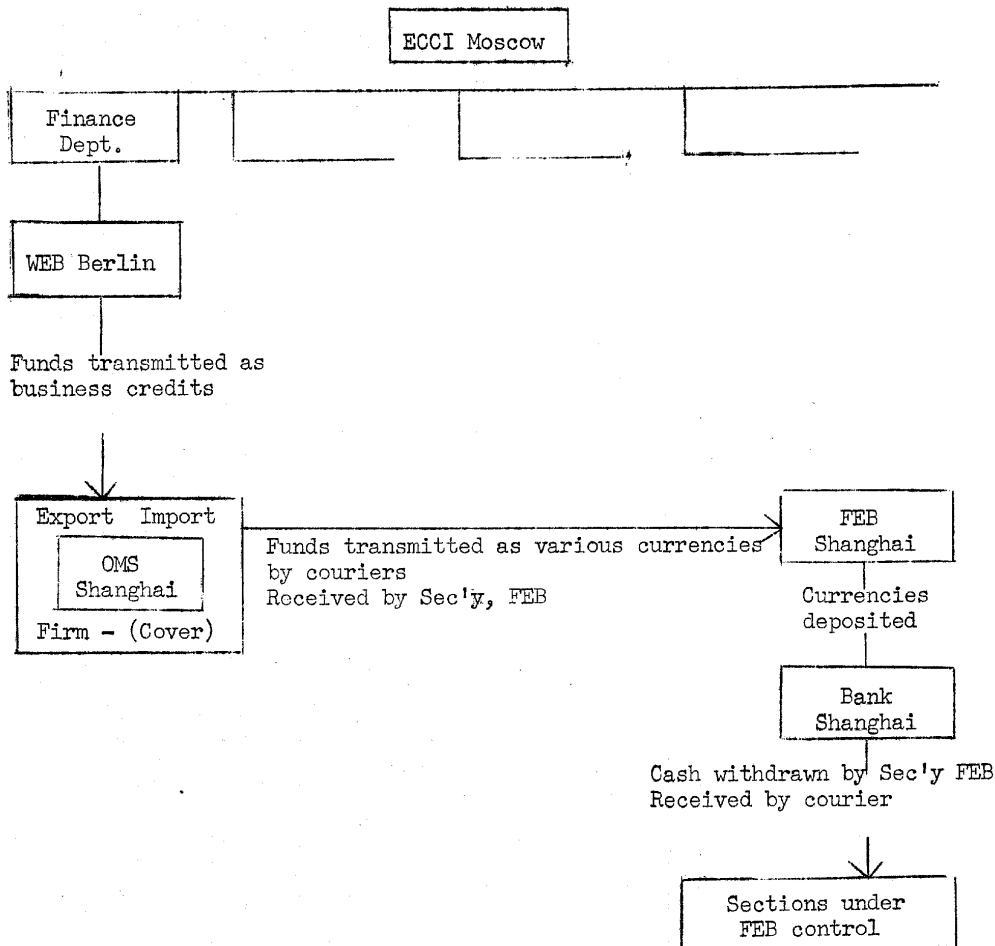 ECCI Moscow
Finance
Dept.
WEB Berlin
Funds transmitted as
business credits
Export Import
OMS
Shanghai
Firm - (Cover)
Funds transmitted as various currencies
by couriers
Received by Sec'y, FEB
FEB
Shanghai
Currencies
deposited
Bank
Shanghai
Cash withdrawn by Sec'y FEB
Received by courier
Sections under
FEB control